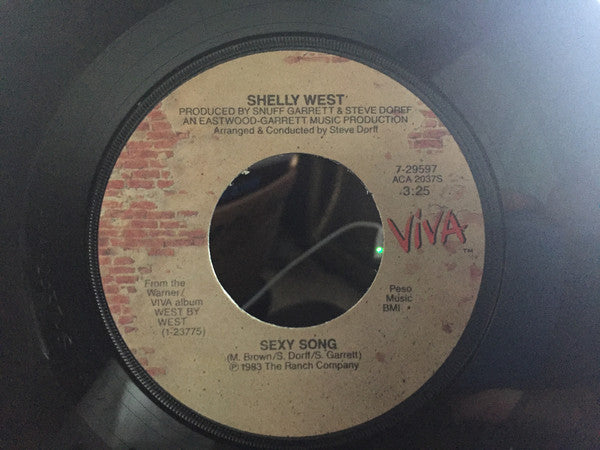 SHELLY WEST
PRODUCED BY SNUFF GARRETT & STEVE DORFF
AN EASTWOOD-GARRETT MUSIC PRODUCTION
Arranged & Conducted by Steve Dorff
7-29597
ACA 2037S
3:25
ViVA
TM
From the
Warner/
VIVA album
WEST BY
WEST
(1-23775)
Peso
Music
BMI
SEXY SONG
(M. Brown/S. Dorff/S. Garrett)
Ⓟ 1983 The Ranch Company